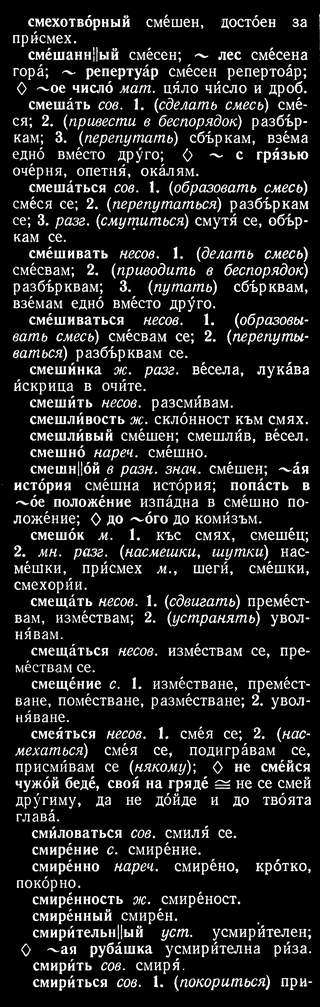 смехотво́рный сме́шен, досто́ен за
при́смех.
сме́шанн||ый сме́сен; ~ лес сме́сена
гора́; ~ репертуа́р сме́сен реперто́ар;
◊ ~ое число́ мат. ця́ло число́ и дроб.
смеша́ть сов. 1. (сделать смесь) сме́-
ся; 2. (привести в беспорядок) разбъ́р-
кам; 3. (перепутать) сбъ́ркам, взе́ма
едно́ вме́сто дру́го; ◊ ~ с гря́зью
оче́рня, опетня́, ока́лям.
смеша́ться сов. 1. (образовать смесь)
сме́ся се; 2. (перепутаться) разбъ́ркам
се; 3. разг. (смутиться) смутя́ се, объ́р-
кам се.
сме́шивать несов. 1. (делать смесь)
сме́свам; 2. (приводить в беспорядок)
разбъ́рквам; 3. (путать) сбъ́рквам,
взе́мам едно́ вме́сто дру́го.
сме́шиваться несов. 1. (образовы-
вать смесь) сме́свам се; 2. (перепуты-
ваться) разбъ́рквам се.
смеши́нка ж. разг. ве́села, лука́ва
и́скрица в очи́те.
смеши́ть несов. разсми́вам.
смешли́вость ж. скло́нност към смях.
смешли́вый сме́шен; смешли́в, ве́сел.
смешно́ нареч. сме́шно.
смешн||о́й в разн. знач. сме́шен; ~а́я
исто́рия сме́шна исто́рия; попа́сть в
~о́е положе́ние изпа́дна в сме́шно по-
ложе́ние; ◊ до ~о́го до коми́зъм.
смешо́к м. 1. къс смях, смеше́ц;
2. мн. разг. (насмешки, шутки) нас-
ме́шки, при́смех м., шеги́, сме́шки,
смехори́и.
смеща́ть несов. 1. (сдвигать) преме́ст-
вам, изме́ствам; 2. (устранять) увол-
ня́вам.
смеща́ться несов. изме́ствам се, пре-
ме́ствам се.
смеще́ние с. 1. изме́стване, преме́ст-
ване, поме́стване, разме́стване; 2. увол-
ня́ване.
смея́ться несов. 1. сме́я се; 2. (нас-
мехаться) сме́я се, подигра́вам се,
присми́вам се (някому); ◊ не сме́йся
чужо́й беде́, своя́ на гряде́ ≅ не се смей
дру́гиму, да не до́йде и до тво́ята
глава́.
сми́ловаться сов. смиля́ се.
смире́ние с. смире́ние.
смире́нно нареч. смире́но, кро́тко,
поко́рно.
смире́нность ж. смире́ност.
смире́нный смире́н.
смири́тельн||ый уст. усмири́телен;
◊ ~ая руба́шка усмири́телна ри́за.
смири́ть сов. смиря́.
смири́ться сов. 1. (покориться) при-